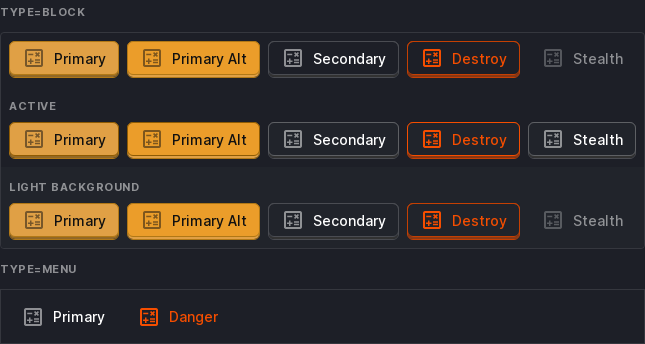 TYPE=BLOCK
Primary Primary Alt Secondary Destroy Stealth
ACTIVE
Primary Primary Alt Secondary Destroy Stealth
LIGHT BACKGROUND
Primary Primary Alt Secondary Destroy Stealth
TYPE=MENU
Primary Danger